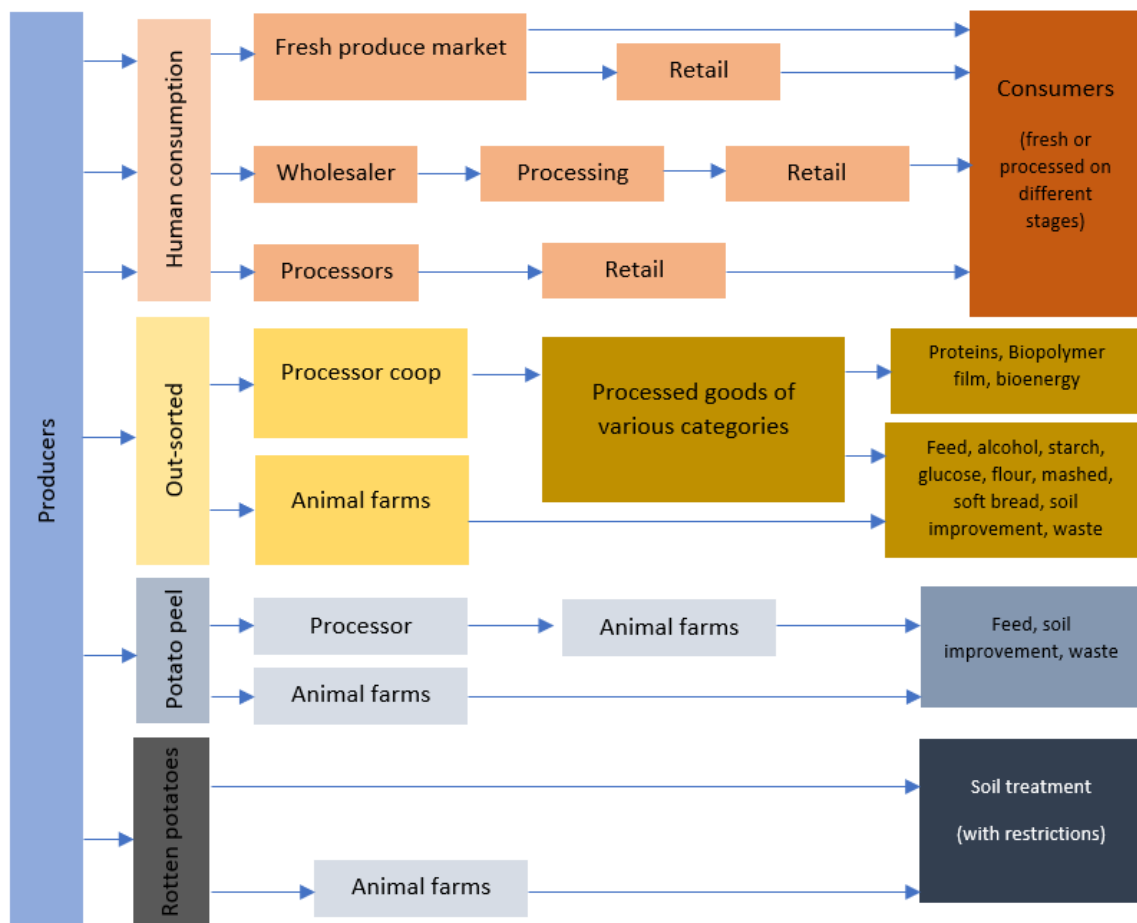 Producers
Human consumption
Fresh produce market
Retail
Wholesaler
Processing
Retail
Processors
Retail
Consumers
(fresh or
processed on
different
stages)
Out-sorted
Processor coop
Animal farms
Processed goods of
various categories
Proteins, Biopolymer
film, bioenergy
Feed, alcohol, starch,
glucose, flour, mashed,
soft bread, soil
improvement, waste
Potato peel
Processor
Animal farms
Animal farms
Feed, soil
improvement, waste
Rotten potatoes
Animal farms
Soil treatment
(with restrictions)